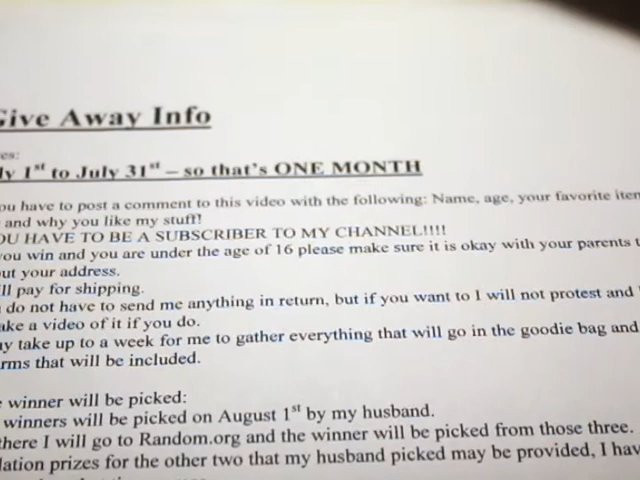 Give Away Info
es:
ly 1st to July 31st – so that's ONE MONTH
ou have to post a comment to this video with the following: Name, age, your favorite item
and why you like my stuff!
OU HAVE TO BE A SUBSCRIBER TO MY CHANNEL!!!!
you win and you are under the age of 16 please make sure it is okay with your parents t
out your address.
ill pay for shipping.
do not have to send me anything in return, but if you want to I will not protest and
ake a video of it if you do.
ay take up to a week for me to gather everything that will go in the goodie bag and
rms that will be included.
winner will be picked:
winners will be picked on August 1st by my husband.
there I will go to Random.org and the winner will be picked from those three.
lation prizes for the other two that my husband picked may be provided, I hav